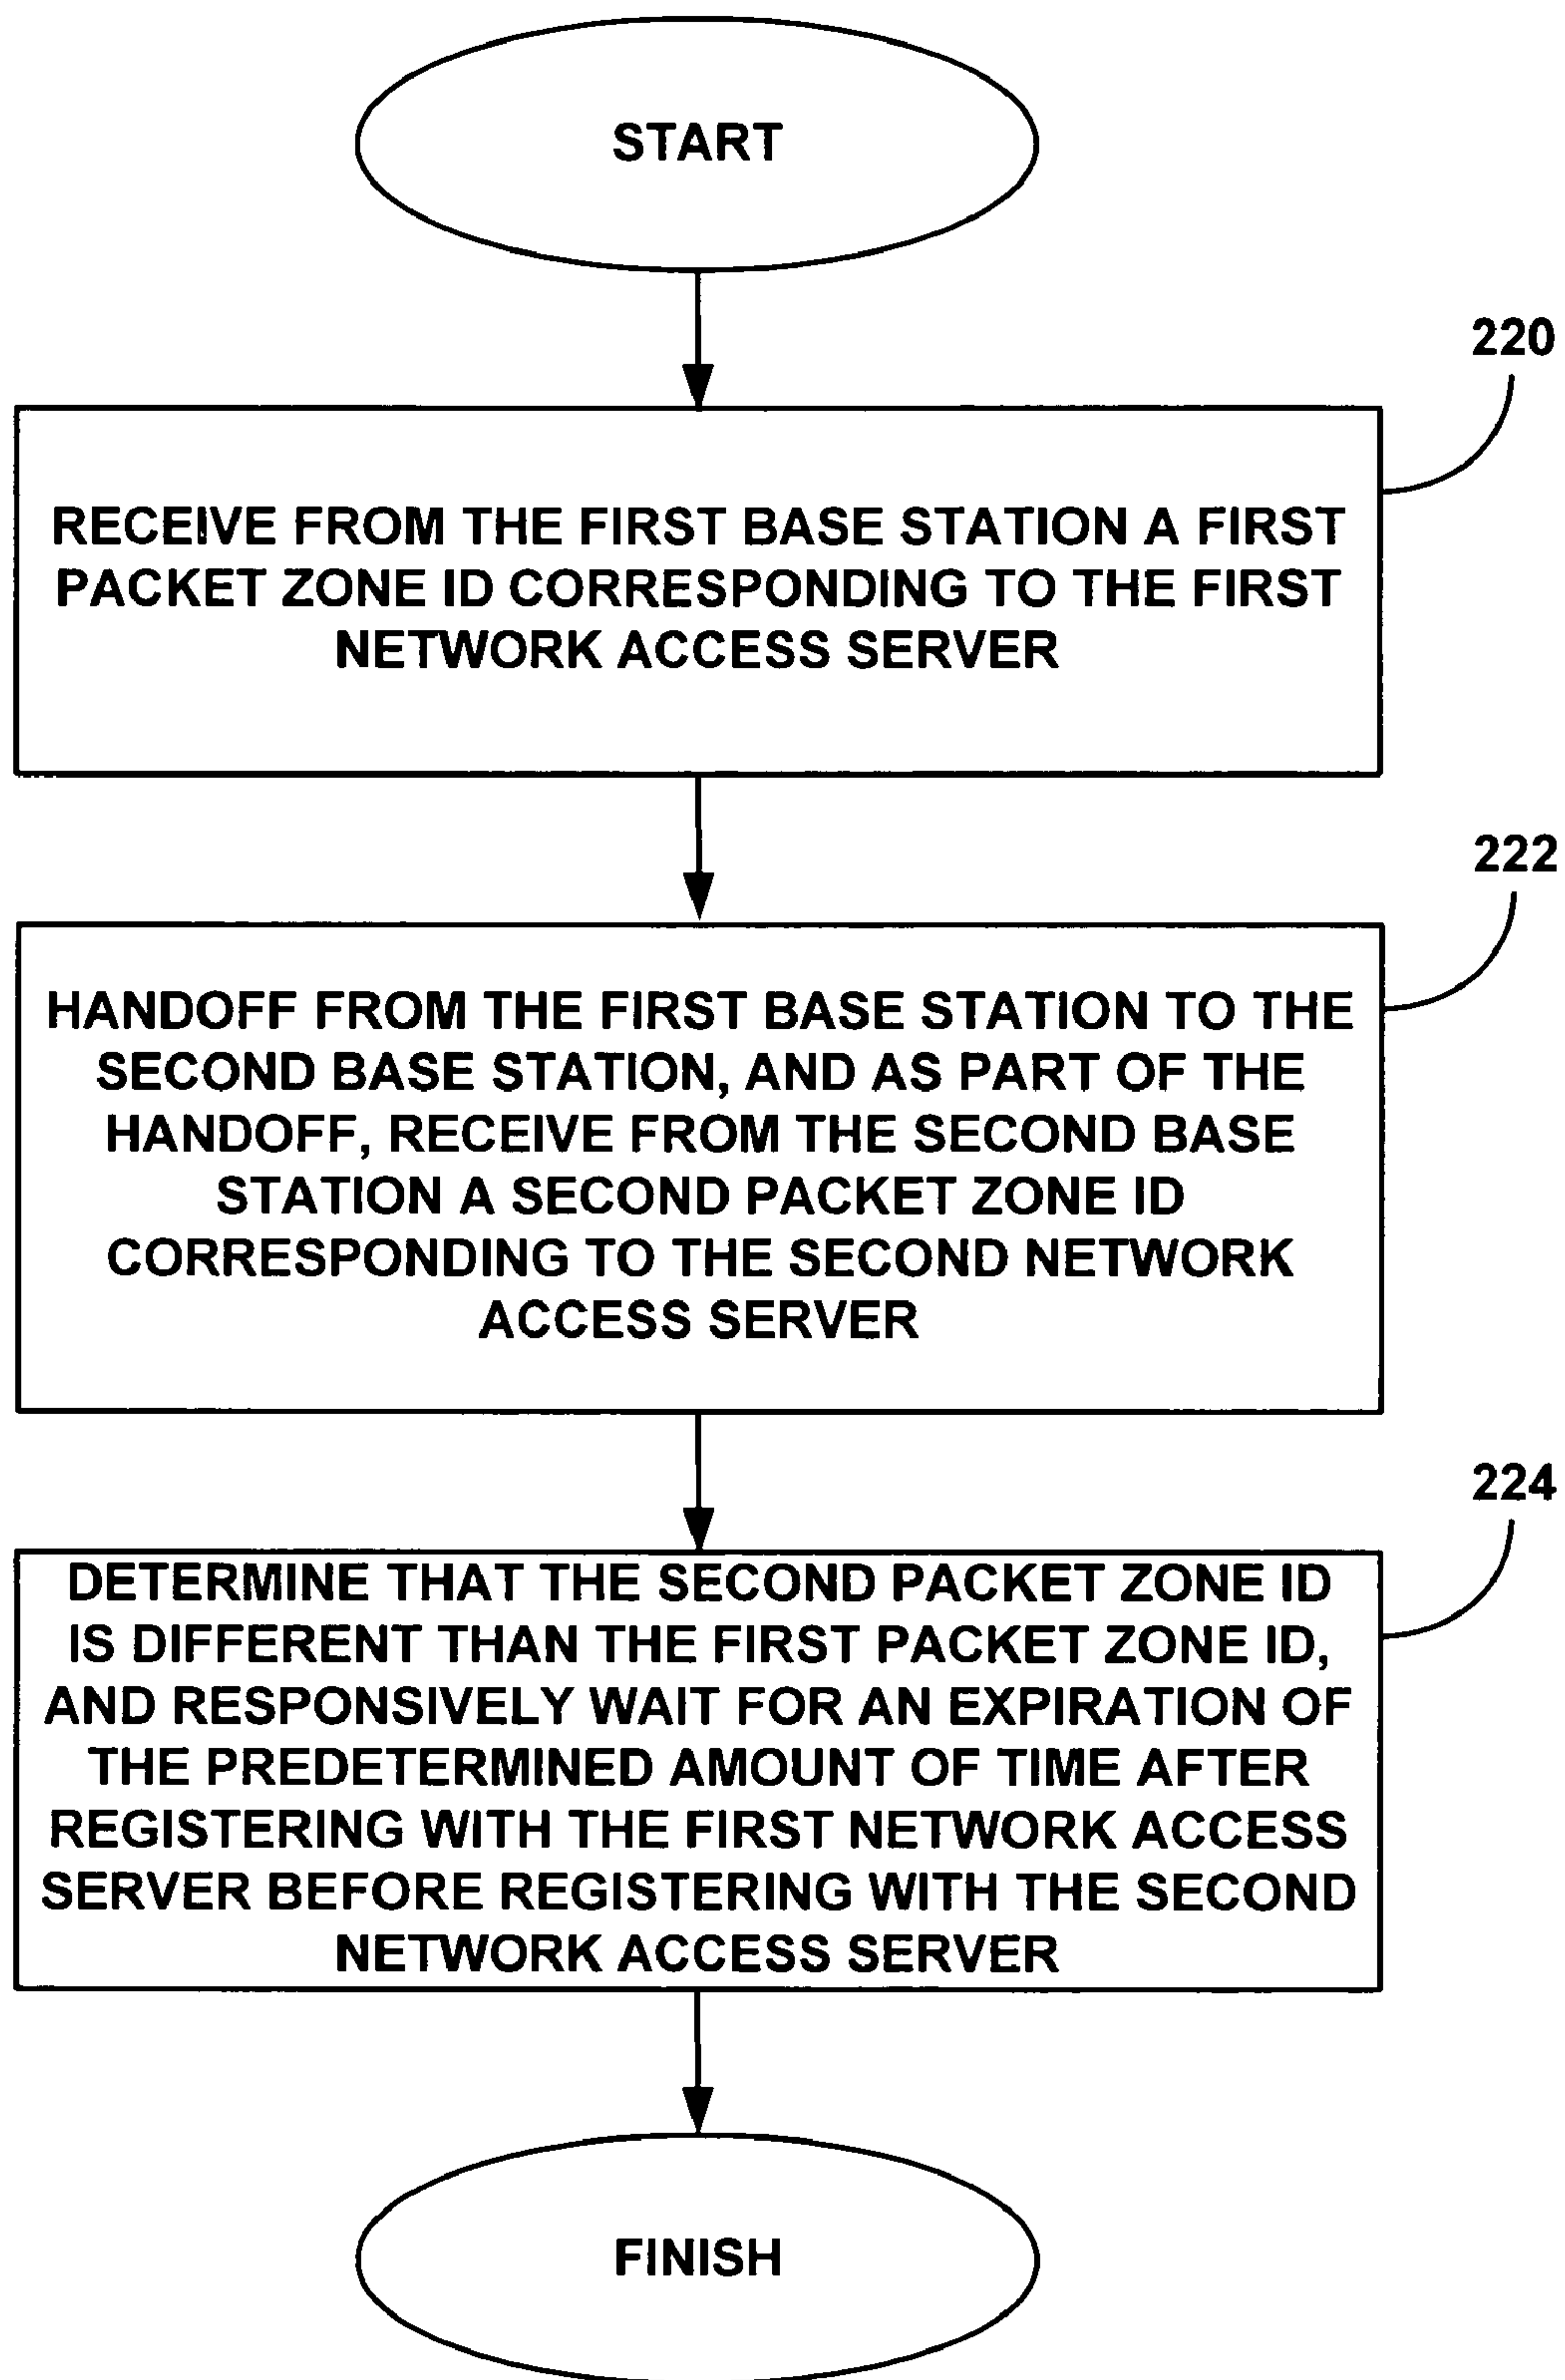 START
220
RECEIVE FROM THE FIRST BASE STATION A FIRST
PACKET ZONE ID CORRESPONDING TO THE FIRST
NETWORK ACCESS SERVER
222
HANDOFF FROM THE FIRST BASE STATION TO THE
SECOND BASE STATION, AND AS PART OF THE
HANDOFF, RECEIVE FROM THE SECOND BASE
STATION A SECOND PACKET ZONE ID
CORRESPONDING TO THE SECOND NETWORK
ACCESS SERVER
224
DETERMINE THAT THE SECOND PACKET ZONE ID
IS DIFFERENT THAN THE FIRST PACKET ZONE ID,
AND RESPONSIVELY WAIT FOR AN EXPIRATION OF
THE PREDETERMINED AMOUNT OF TIME AFTER
REGISTERING WITH THE FIRST NETWORK ACCESS
SERVER BEFORE REGISTERING WITH THE SECOND
NETWORK ACCESS SERVER
FINISH